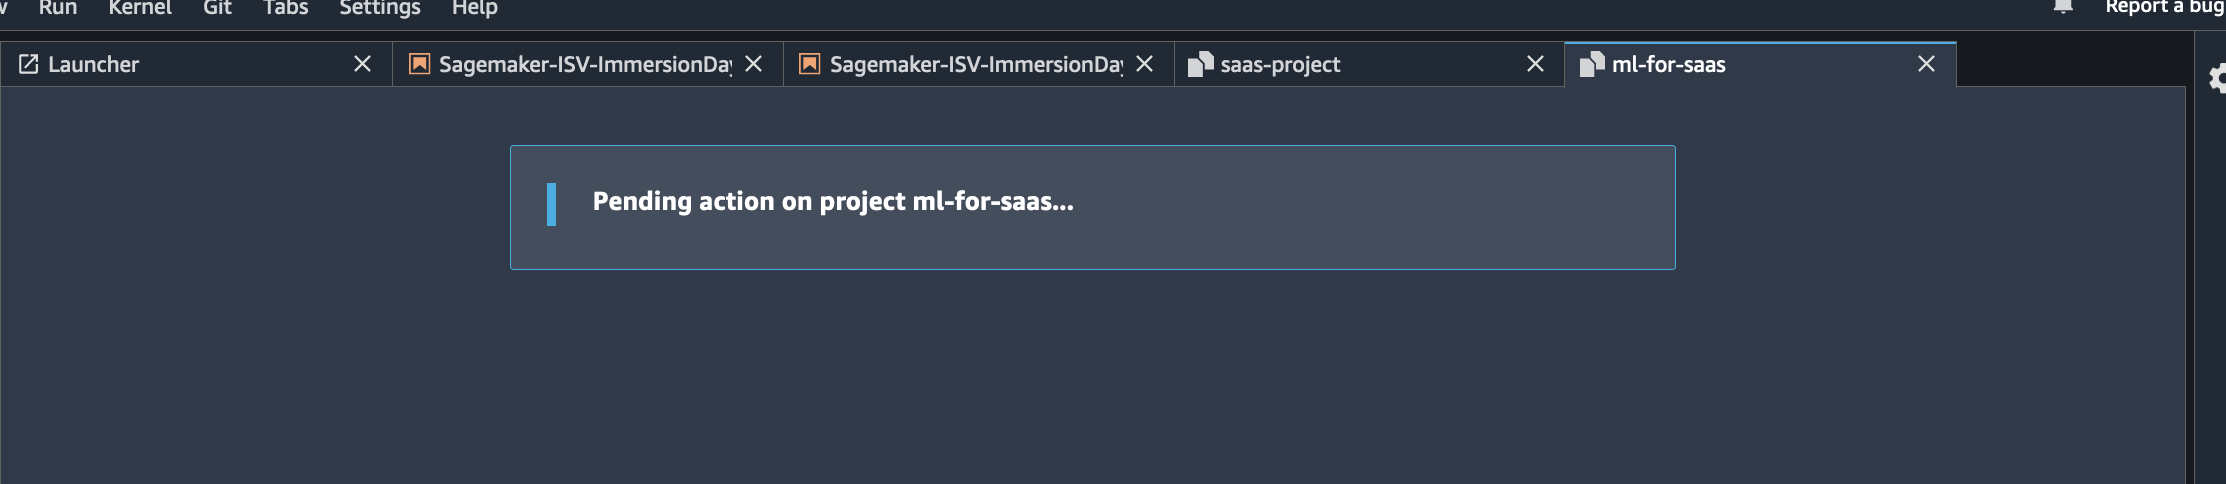 Run Kernel Git Tabs Settings Help Report a bug
Launcher Sagemaker-ISV-ImmersionDay Sagemaker-ISV-ImmersionDay saas-project ml-for-saas
Pending action on project ml-for-saas...